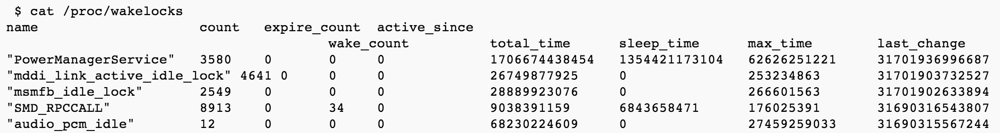 $ cat /proc/wakelocks
name count expire_count active_since
wake_count total_time sleep_time max_time last_change
"PowerManagerService" 3580 0 0 0 1706674438454 1354421173104 62626251221 31701936996687
"mddi_link_active_idle_lock" 4641 0 0 0 26749877925 0 253234863 31701903732527
"msmfb_idle_lock" 2549 0 0 0 28889923076 0 266601563 31701902633894
"SMD_RPCCALL" 8913 0 34 0 9038391159 6843658471 176025391 31690316543807
"audio_pcm_idle" 12 0 0 0 68230224609 0 27459259033 31690315567244